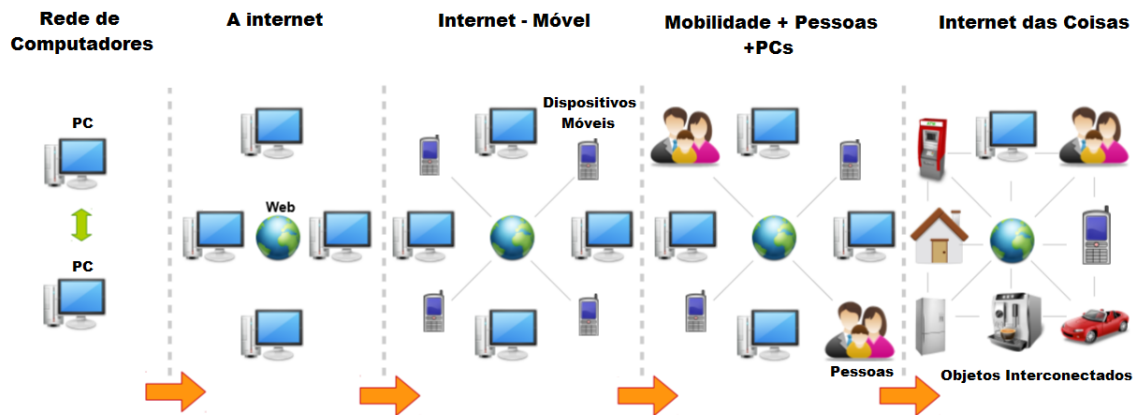 Rede de
Computadores
PC
PC
A internet
Web
Internet - Móvel
Dispositivos
Móveis
Mobilidade + Pessoas
+PCs
Pessoas
Internet das Coisas
Objetos Interconectados